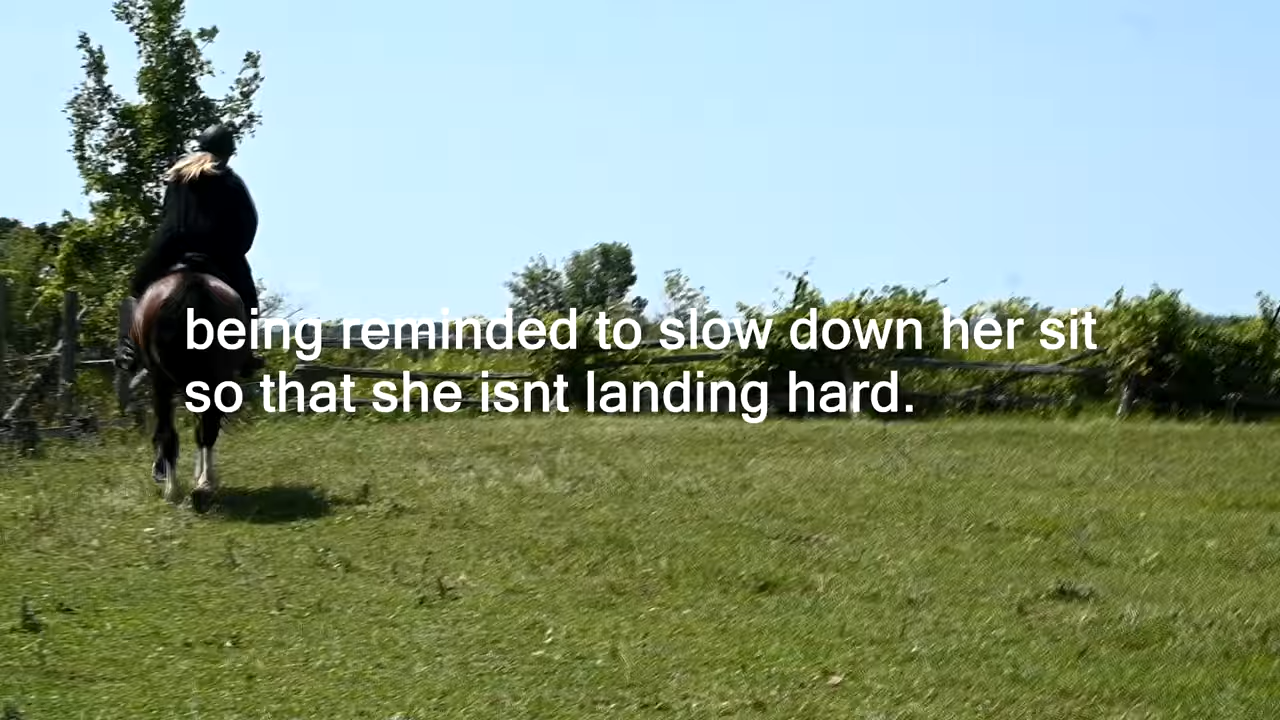 being reminded to slow down her sit
so that she isnt landing hard.